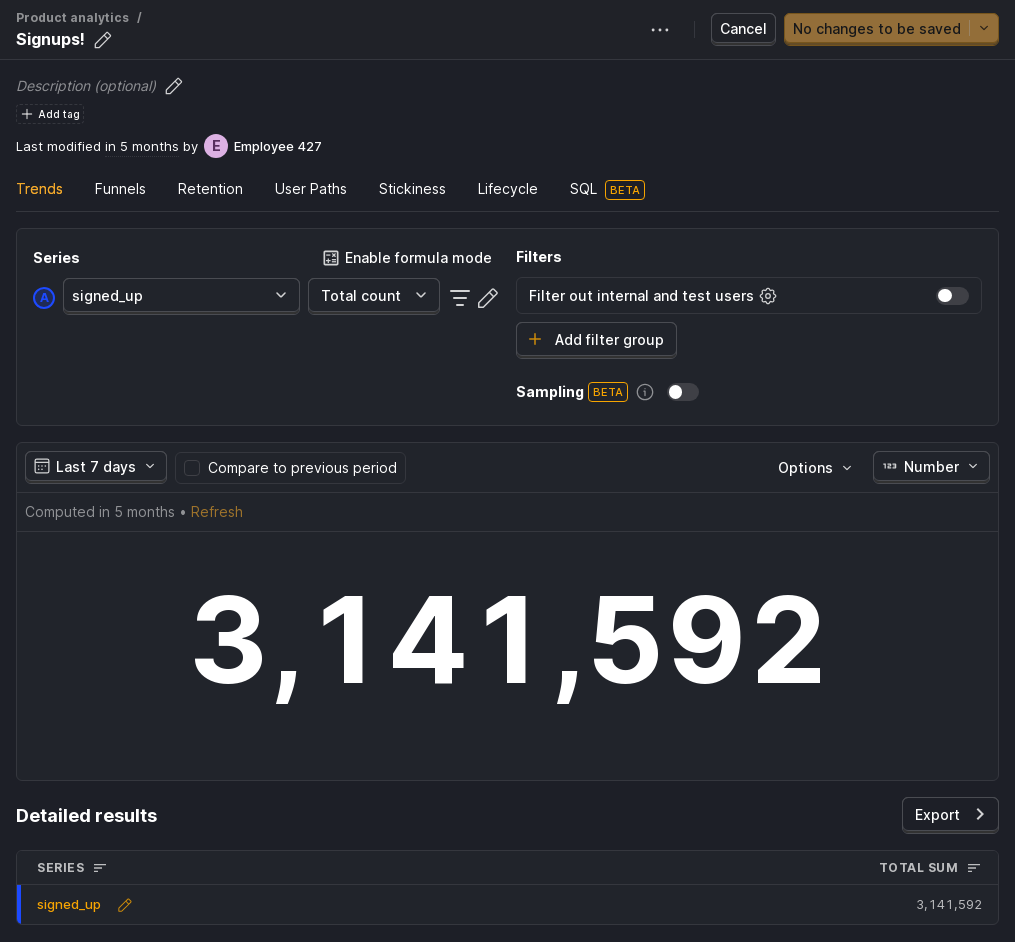 Product analytics /
Signups!
Cancel
No changes to be saved
Description (optional)
Add tag
Last modified in 5 months by E Employee 427
Trends Funnels Retention User Paths Stickiness Lifecycle SQL BETA
Series
Enable formula mode
A signed_up
Total count
Filters
Filter out internal and test users
+ Add filter group
Sampling BETA
Last 7 days
Compare to previous period
Options
123 Number
Computed in 5 months • Refresh
3,141,592
Detailed results
Export
SERIES TOTAL SUM
signed_up 3,141,592